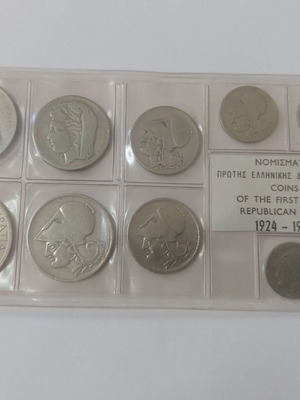 ΝΟΜΙΣΜΑΤ
ΠΡΩΤΗΣ ΕΛΛΗΝΙΚΗΣ Δ
COINS
OF THE FIRST
REPUBLICAN
1924 - 19